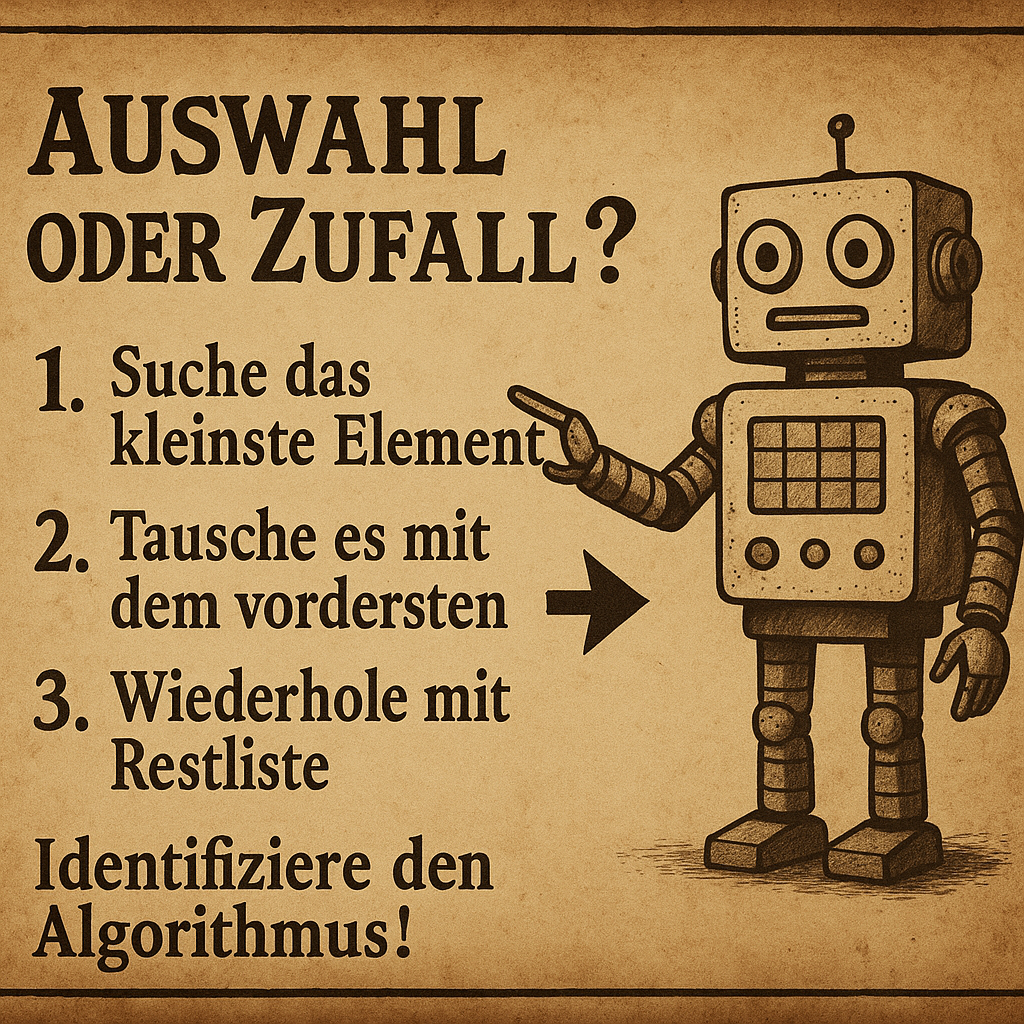 AUSWAHL
ODER ZUFALL?
1. Suche das
kleinste Element
2. Tausche es mit
dem vordersten
3. Wiederhole mit
Restliste
Identifiziere den
Algorithmus!